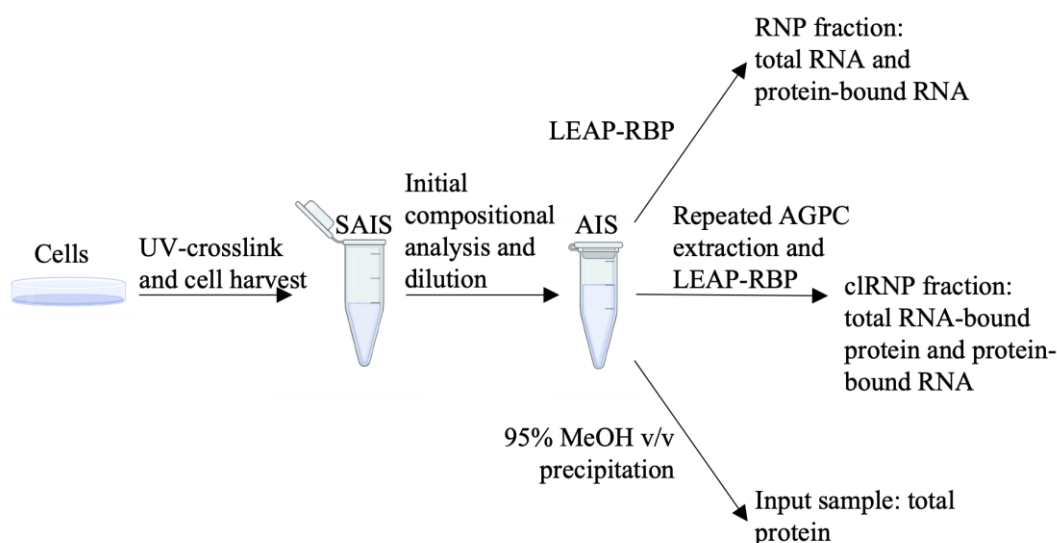 RNP fraction:
total RNA and
protein-bound RNA
LEAP-RBP
Cells
UV-crosslink
and cell harvest
SAIS
Initial
compositional
analysis and
dilution
AIS
Repeated AGPC
extraction and
LEAP-RBP
clRNP fraction:
total RNA-bound
protein and protein-
bound RNA
95% MeOH v/v
precipitation
Input sample: total
protein